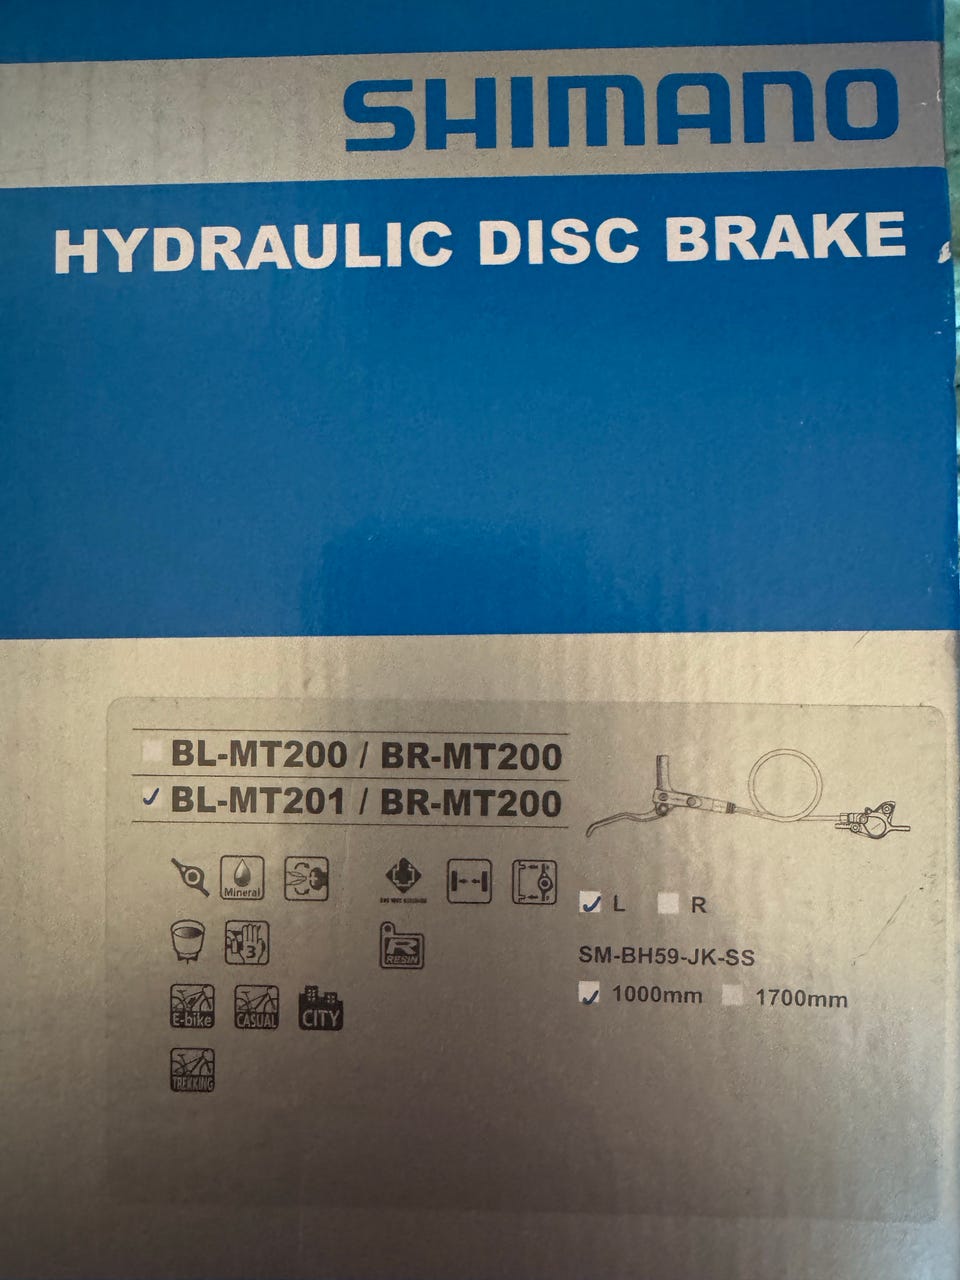 SHIMANO
HYDRAULIC DISC BRAKE
BL-MT200 / BR-MT200
BL-MT201 / BR-MT200
Mineral
3
R
RESIN
E-bike
CASUAL
CITY
TREKKING
L R
SM-BH59-JK-SS
1000mm 1700mm